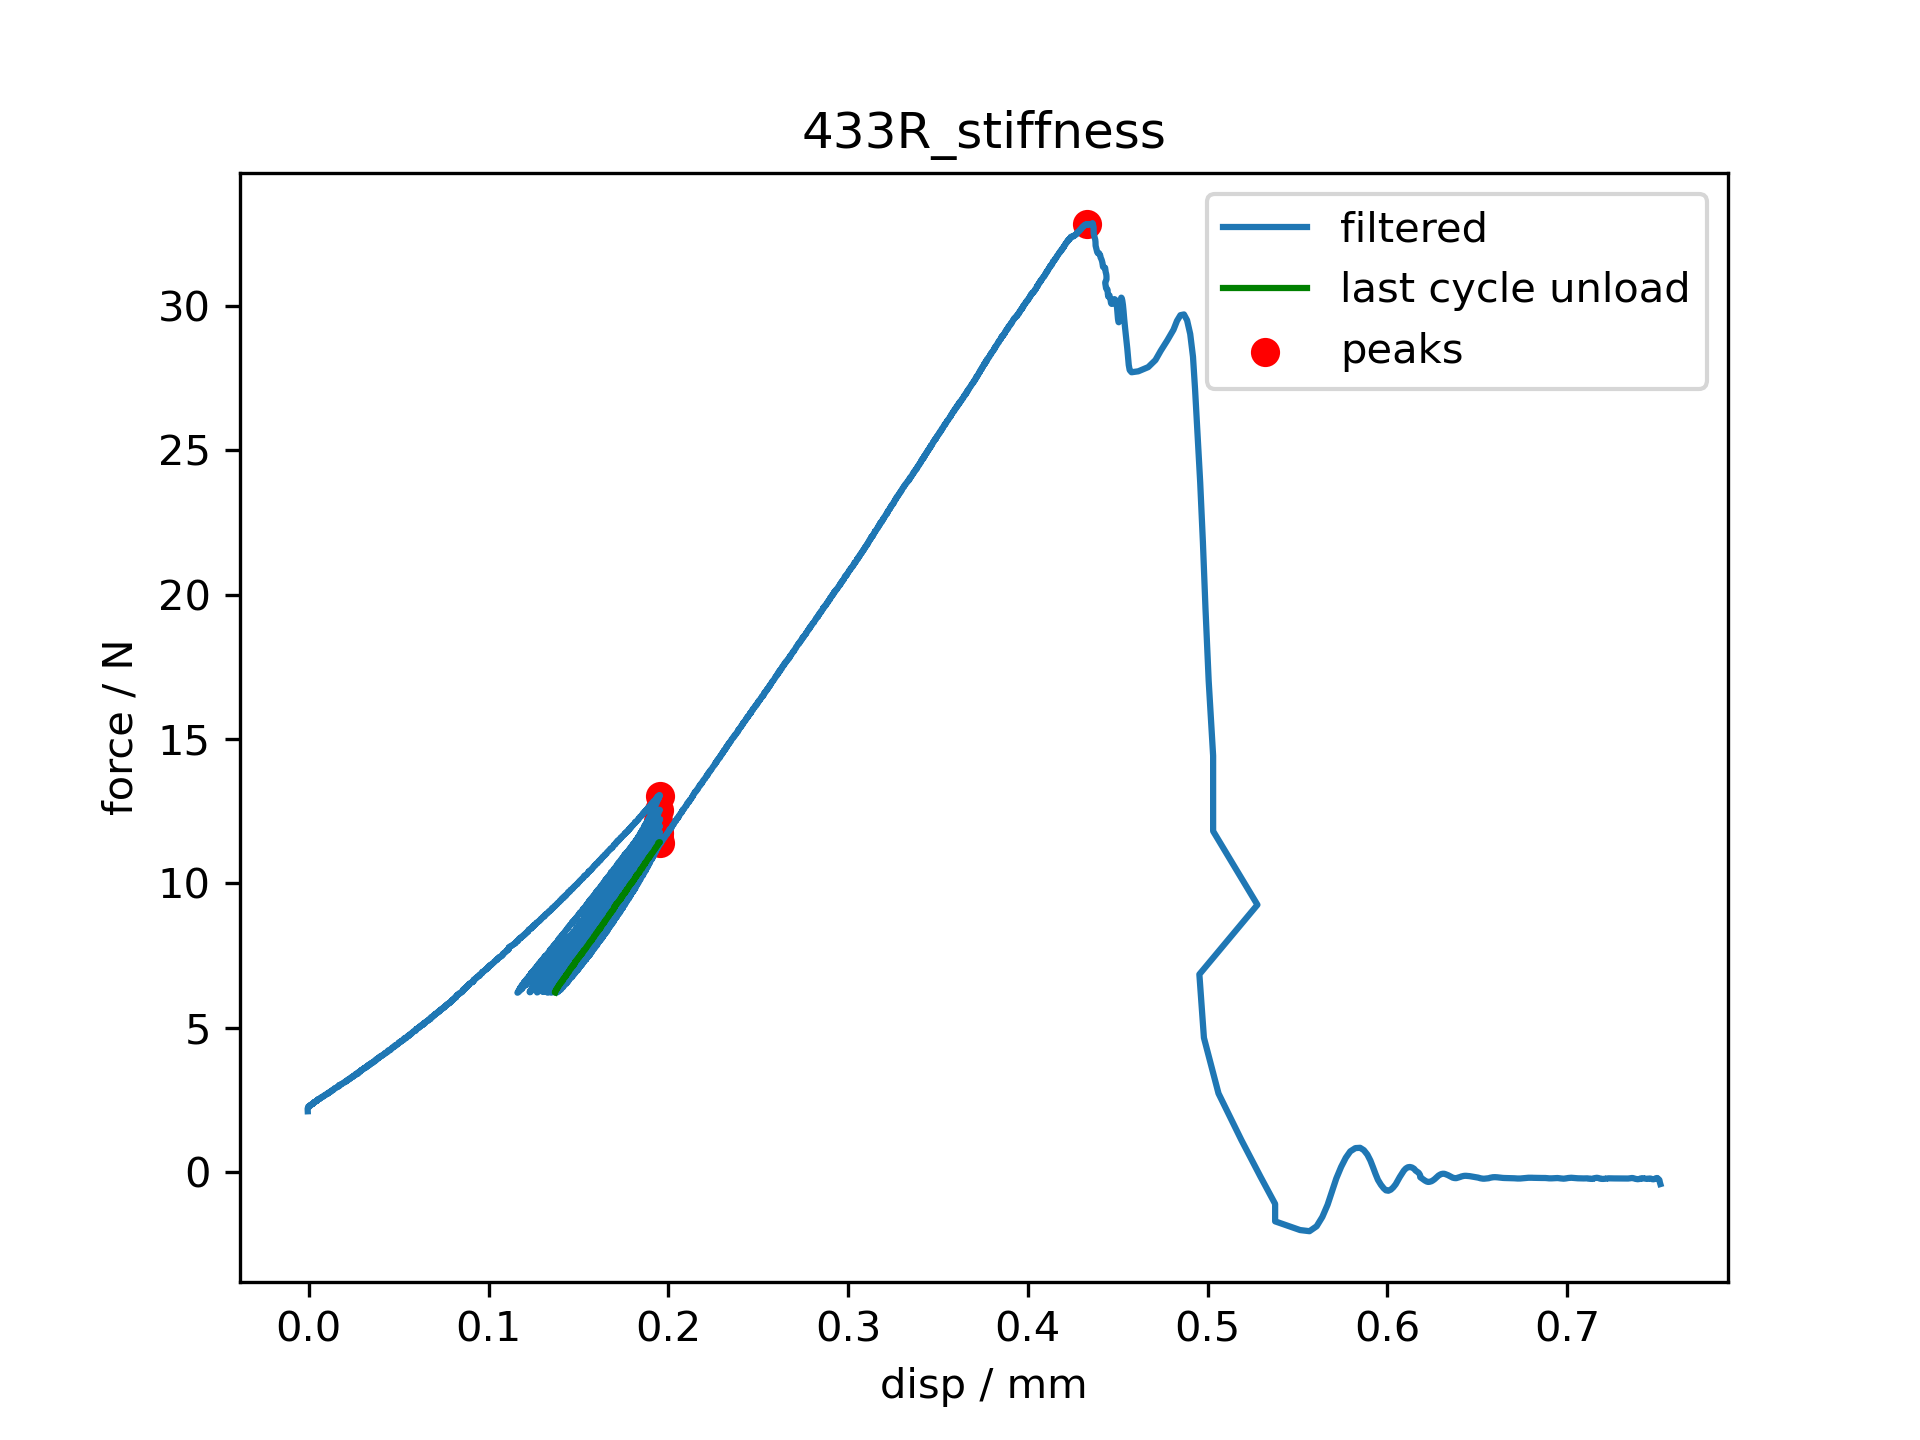 433R_stiffness
filtered
last cycle unload
peaks
30
25
20
15
10
5
0
force / N
0.0 0.1 0.2 0.3 0.4 0.5 0.6 0.7
disp / mm